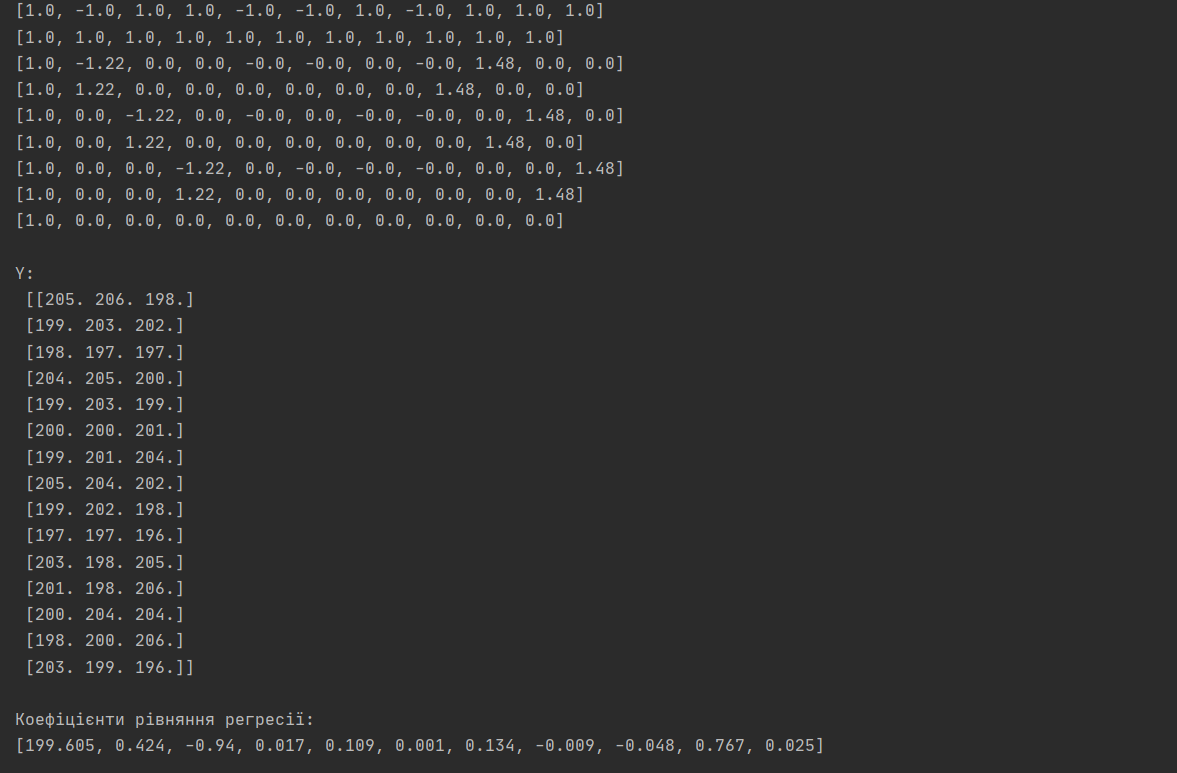 [1.0, -1.0, 1.0, 1.0, -1.0, -1.0, 1.0, -1.0, 1.0, 1.0, 1.0]
[1.0, 1.0, 1.0, 1.0, 1.0, 1.0, 1.0, 1.0, 1.0, 1.0, 1.0]
[1.0, -1.22, 0.0, 0.0, -0.0, -0.0, 0.0, -0.0, 1.48, 0.0, 0.0]
[1.0, 1.22, 0.0, 0.0, 0.0, 0.0, 0.0, 0.0, 1.48, 0.0, 0.0]
[1.0, 0.0, -1.22, 0.0, -0.0, 0.0, -0.0, -0.0, 0.0, 1.48, 0.0]
[1.0, 0.0, 1.22, 0.0, 0.0, 0.0, 0.0, 0.0, 0.0, 1.48, 0.0]
[1.0, 0.0, 0.0, -1.22, 0.0, -0.0, -0.0, -0.0, 0.0, 0.0, 1.48]
[1.0, 0.0, 0.0, 1.22, 0.0, 0.0, 0.0, 0.0, 0.0, 0.0, 1.48]
[1.0, 0.0, 0.0, 0.0, 0.0, 0.0, 0.0, 0.0, 0.0, 0.0, 0.0]
Y:
[[205. 206. 198.]
[199. 203. 202.]
[198. 197. 197.]
[204. 205. 200.]
[199. 203. 199.]
[200. 200. 201.]
[199. 201. 204.]
[205. 204. 202.]
[199. 202. 198.]
[197. 197. 196.]
[203. 198. 205.]
[201. 198. 206.]
[200. 204. 204.]
[198. 200. 206.]
[203. 199. 196.]]
Коефіцієнти рівняння регресії:
[199.605, 0.424, -0.94, 0.017, 0.109, 0.001, 0.134, -0.009, -0.048, 0.767, 0.025]